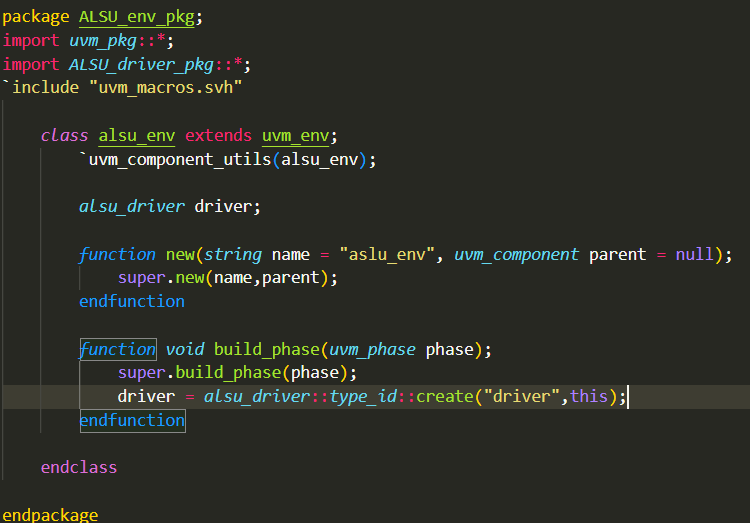 package ALSU_env_pkg;
import uvm_pkg::*;
import ALSU_driver_pkg::*;
`include "uvm_macros.svh"
class alsu_env extends uvm_env;
`uvm_component_utils(alsu_env);
alsu_driver driver;
function new(string name = "aslu_env", uvm_component parent = null);
super.new(name,parent);
endfunction
function void build_phase(uvm_phase phase);
super.build_phase(phase);
driver = alsu_driver::type_id::create("driver",this);
endfunction
endclass
endpackage